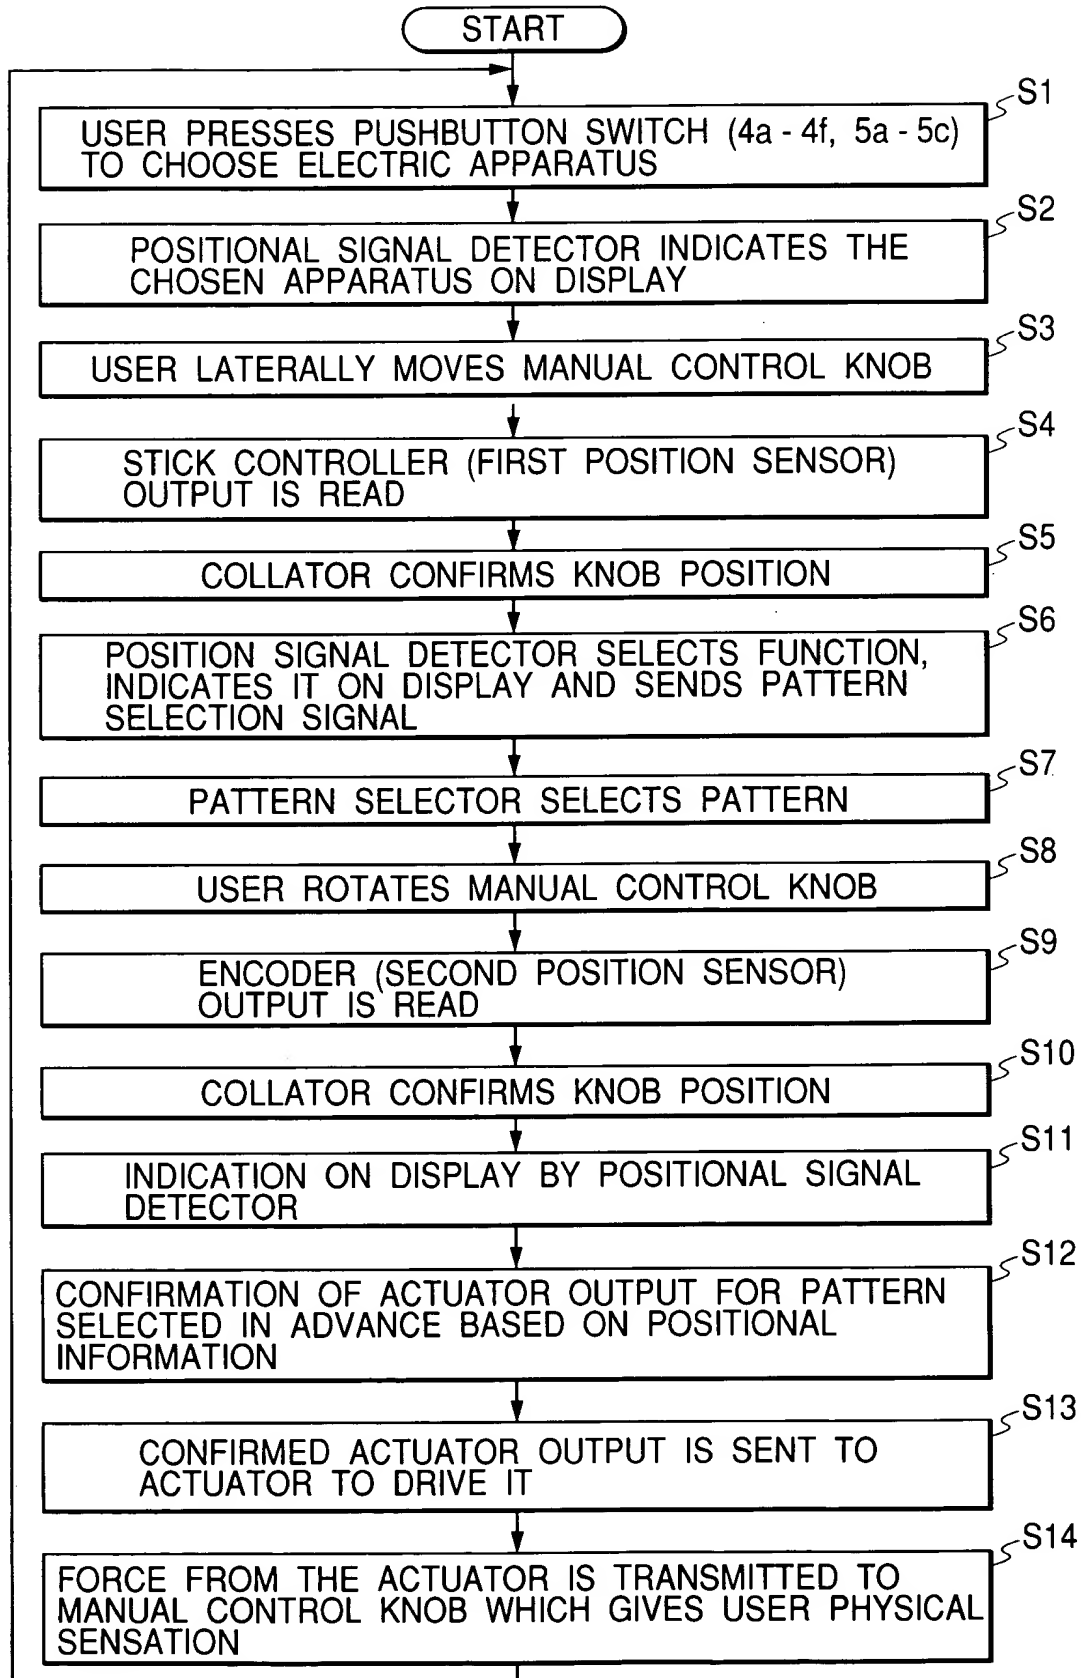 START
S1
USER PRESSES PUSHBUTTON SWITCH (4a - 4f, 5a - 5c)
TO CHOOSE ELECTRIC APPARATUS
S2
POSITIONAL SIGNAL DETECTOR INDICATES THE
CHOSEN APPARATUS ON DISPLAY
S3
USER LATERALLY MOVES MANUAL CONTROL KNOB
S4
STICK CONTROLLER (FIRST POSITION SENSOR)
OUTPUT IS READ
S5
COLLATOR CONFIRMS KNOB POSITION
S6
POSITION SIGNAL DETECTOR SELECTS FUNCTION,
INDICATES IT ON DISPLAY AND SENDS PATTERN
SELECTION SIGNAL
S7
PATTERN SELECTOR SELECTS PATTERN
S8
USER ROTATES MANUAL CONTROL KNOB
S9
ENCODER (SECOND POSITION SENSOR)
OUTPUT IS READ
S10
COLLATOR CONFIRMS KNOB POSITION
S11
INDICATION ON DISPLAY BY POSITIONAL SIGNAL
DETECTOR
S12
CONFIRMATION OF ACTUATOR OUTPUT FOR PATTERN
SELECTED IN ADVANCE BASED ON POSITIONAL
INFORMATION
S13
CONFIRMED ACTUATOR OUTPUT IS SENT TO
ACTUATOR TO DRIVE IT
S14
FORCE FROM THE ACTUATOR IS TRANSMITTED TO
MANUAL CONTROL KNOB WHICH GIVES USER PHYSICAL
SENSATION